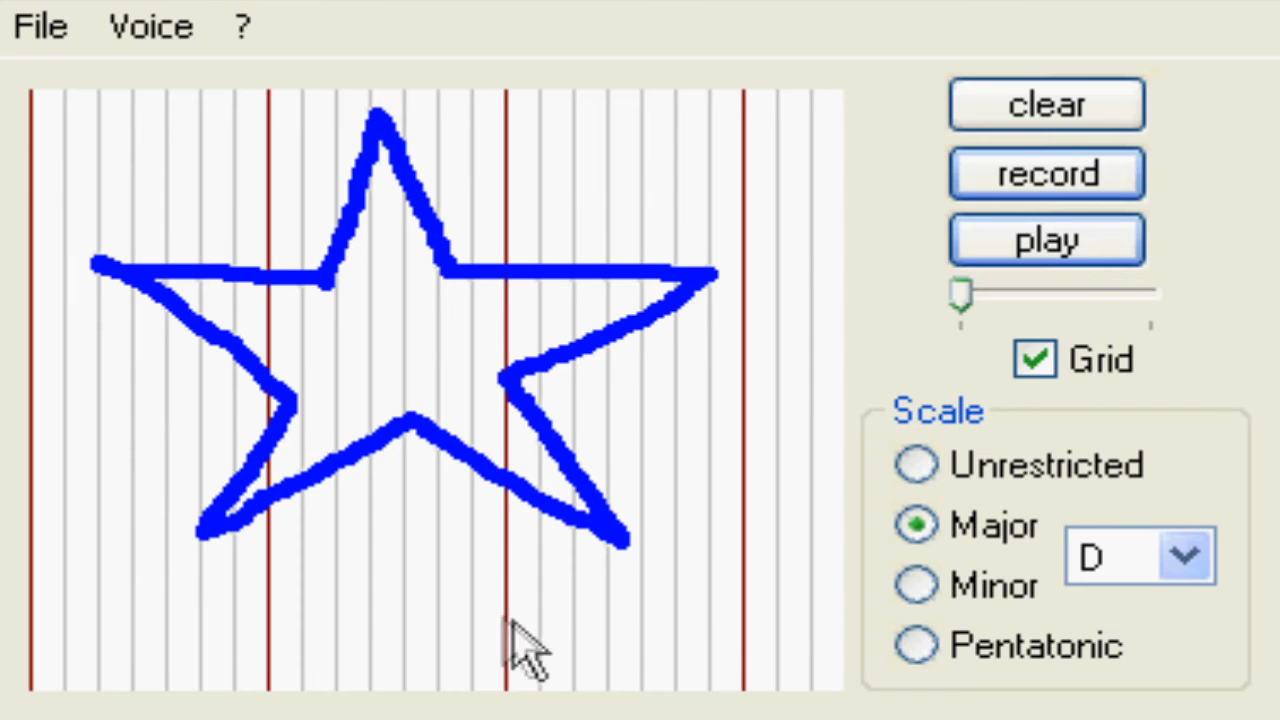 File Voice ?
clear
record
play
Grid
Scale
Unrestricted
Major
D
Minor
Pentatonic